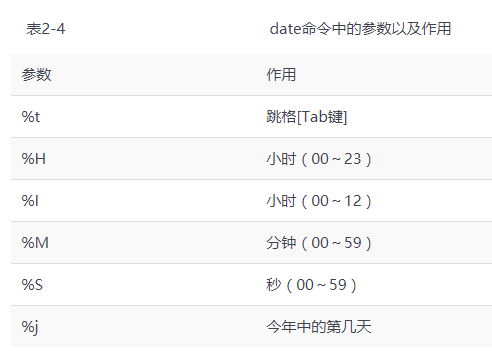 表2-4 date命令中的参数以及作用
参数 作用
%t 跳格[Tab键]
%H 小时（00～23）
%I 小时（00～12）
%M 分钟（00～59）
%S 秒（00～59）
%j 今年中的第几天